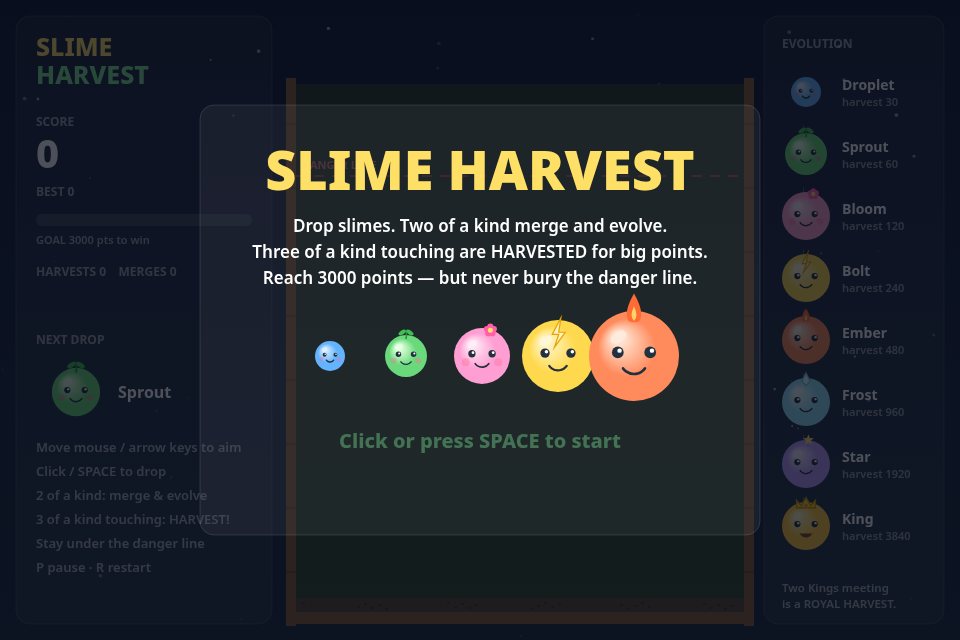 SLIME
HARVEST
SCORE
0
BEST 0
GOAL 3000 pts to win
HARVESTS 0 MERGES 0
NEXT DROP
Sprout
Move mouse / arrow keys to aim
Click / SPACE to drop
2 of a kind: merge & evolve
3 of a kind touching: HARVEST!
Stay under the danger line
P pause · R restart
SLIME HARVEST
Drop slimes. Two of a kind merge and evolve.
Three of a kind touching are HARVESTED for big points.
Reach 3000 points — but never bury the danger line.
Click or press SPACE to start
EVOLUTION
Droplet
harvest 30
Sprout
harvest 60
Bloom
harvest 120
Bolt
harvest 240
Ember
harvest 480
Frost
harvest 960
Star
harvest 1920
King
harvest 3840
Two Kings meeting
is a ROYAL HARVEST.